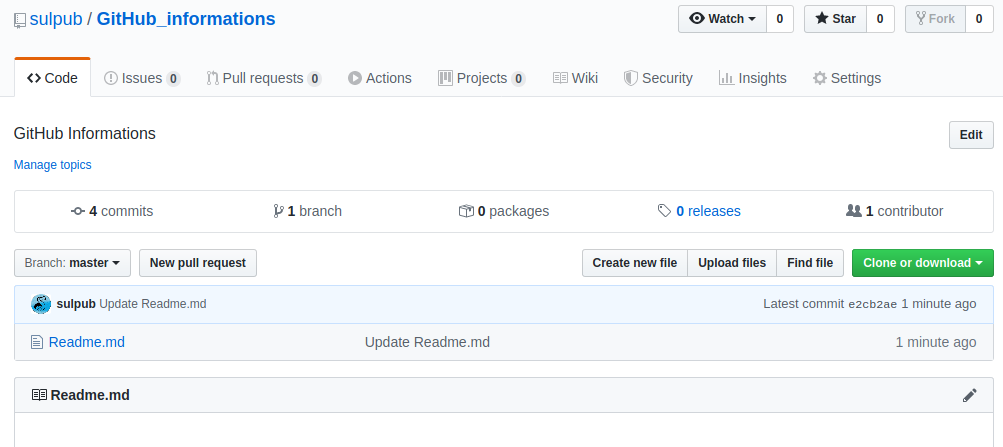 sulpub / GitHub_informations Watch 0 Star 0 Fork 0
Code Issues 0 Pull requests 0 Actions Projects 0 Wiki Security Insights Settings
GitHub Informations Edit
Manage topics
4 commits 1 branch 0 packages 0 releases 1 contributor
Branch: master New pull request Create new file Upload files Find file Clone or download
sulpub Update Readme.md Latest commit e2cb2ae 1 minute ago
Readme.md Update Readme.md 1 minute ago
Readme.md